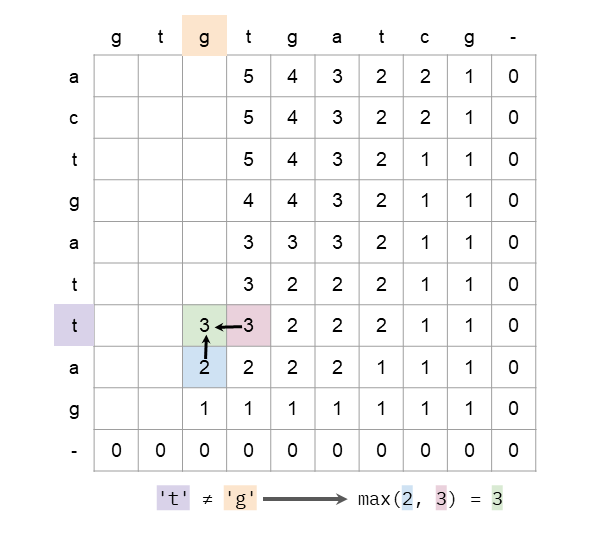 g t g t g a t c g -
a 5 4 3 2 2 1 0
c 5 4 3 2 2 1 0
t 5 4 3 2 1 1 0
g 4 4 3 2 1 1 0
a 3 3 3 2 1 1 0
t 3 2 2 2 1 1 0
t 3 3 2 2 2 1 1 0
a 2 2 2 2 1 1 1 0
g 1 1 1 1 1 1 1 0
- 0 0 0 0 0 0 0 0 0 0
't' ≠ 'g' max(2, 3) = 3